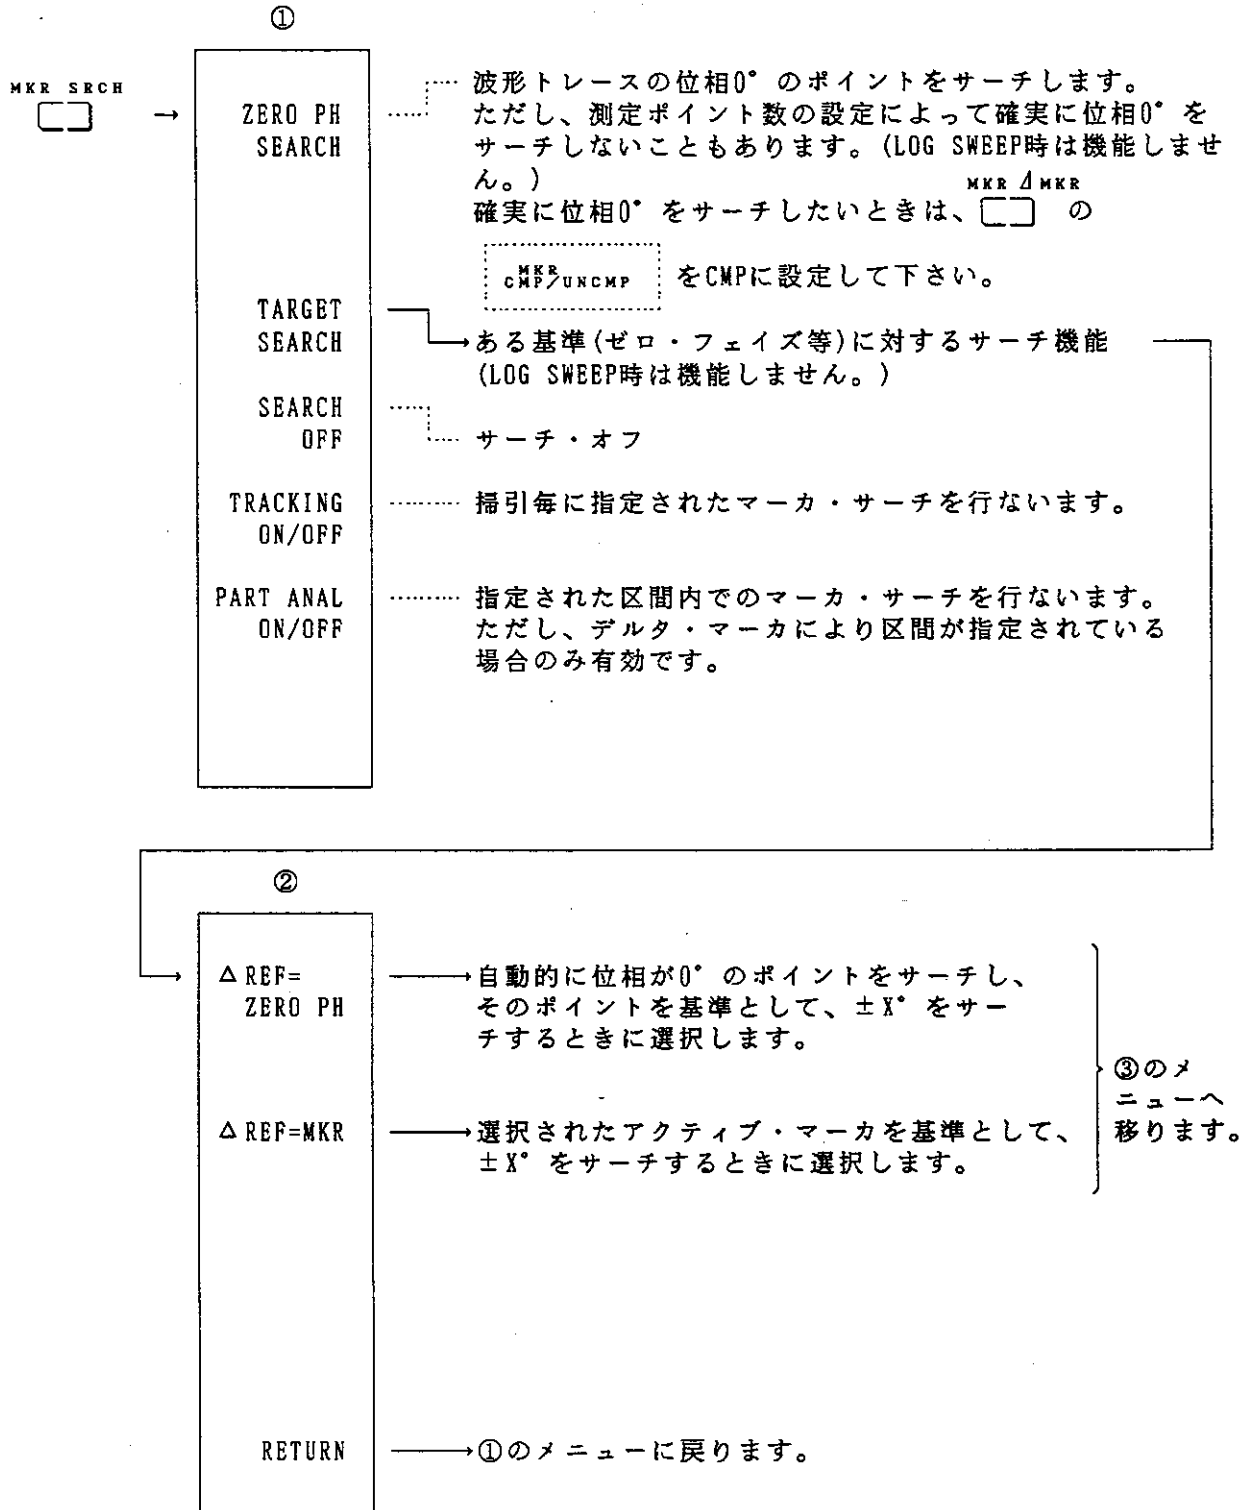 ①
MKR SRCH
→
ZERO PH
SEARCH
波形トレースの位相0°のポイントをサーチします。
ただし、測定ポイント数の設定によって確実に位相0°を
サーチしないこともあります。(LOG SWEEP時は機能しませ
ん。)
MKR ⊿MKR
確実に位相0°をサーチしたいときは、 の
MKR
CMP/UNCMP をCMPに設定して下さい。
TARGET
SEARCH
ある基準(ゼロ・フェイズ等)に対するサーチ機能
(LOG SWEEP時は機能しません。)
SEARCH
OFF
サーチ・オフ
TRACKING
ON/OFF
掃引毎に指定されたマーカ・サーチを行ないます。
PART ANAL
ON/OFF
指定された区間内でのマーカ・サーチを行ないます。
ただし、デルタ・マーカにより区間が指定されている
場合のみ有効です。
②
△REF=
ZERO PH
自動的に位相が0°のポイントをサーチし、
そのポイントを基準として、±X°をサー
チするときに選択します。
△REF=MKR
選択されたアクティブ・マーカを基準として、
±X°をサーチするときに選択します。
③のメ
ニューへ
移ります。
RETURN
①のメニューに戻ります。